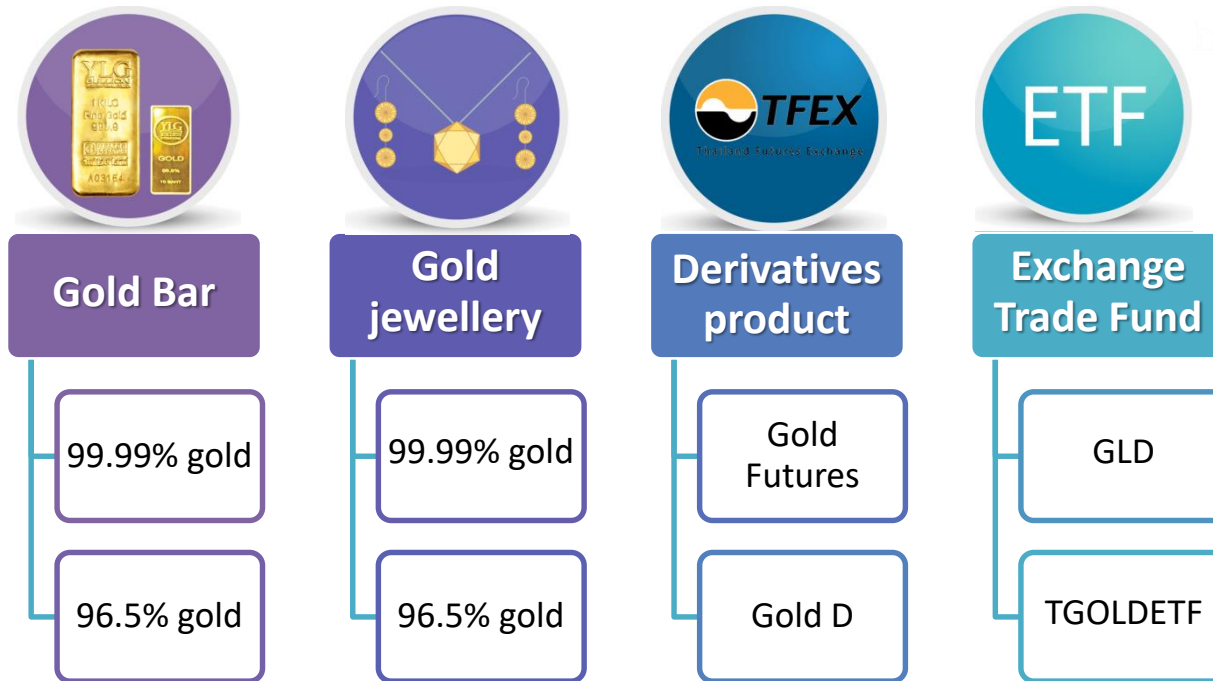 YLG
GOLD
ETF
TFEX
Thailand Futures Exchange
A03164
Gold Bar
Gold
jewellery
Derivatives
product
Exchange
Trade Fund
99.99% gold
99.99% gold
Gold
Futures
GLD
96.5% gold
96.5% gold
Gold D
TGOLDETF